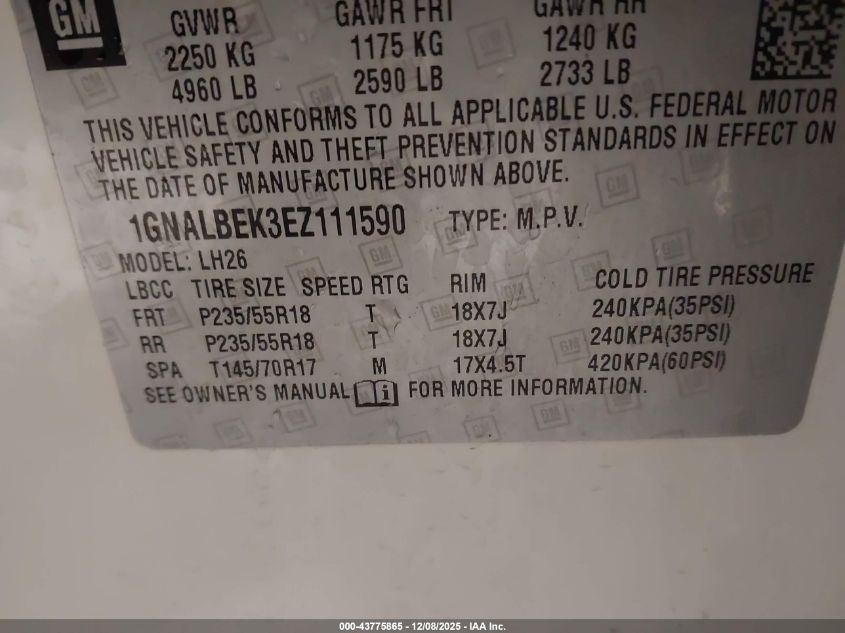 GM
GVWR GAWR FRT GAWR RR
2250 KG 1175 KG 1240 KG
4960 LB 2590 LB 2733 LB
THIS VEHICLE CONFORMS TO ALL APPLICABLE U.S. FEDERAL MOTOR
VEHICLE SAFETY AND THEFT PREVENTION STANDARDS IN EFFECT ON
THE DATE OF MANUFACTURE SHOWN ABOVE.
1GNALBEK3EZ111590 TYPE: M.P.V.
MODEL: LH26
LBCC TIRE SIZE SPEED RTG RIM COLD TIRE PRESSURE
FRT P235/55R18 T 18X7J 240KPA(35PSI)
RR P235/55R18 T 18X7J 240KPA(35PSI)
SPA T145/70R17 M 17X4.5T 420KPA(60PSI)
SEE OWNER'S MANUAL i FOR MORE INFORMATION.
000-43775865 - 12/08/2025 - IAA Inc.